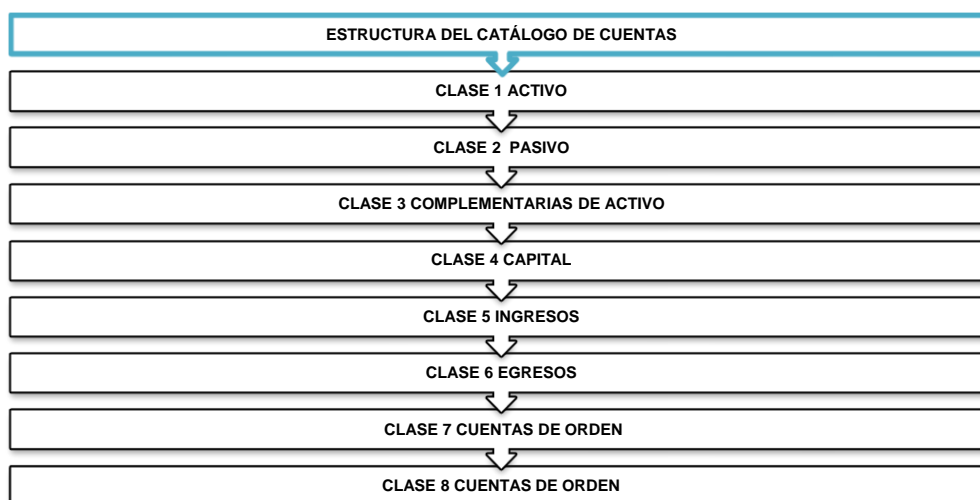 ESTRUCTURA DEL CATÁLOGO DE CUENTAS
CLASE 1 ACTIVO
CLASE 2 PASIVO
CLASE 3 COMPLEMENTARIAS DE ACTIVO
CLASE 4 CAPITAL
CLASE 5 INGRESOS
CLASE 6 EGRESOS
CLASE 7 CUENTAS DE ORDEN
CLASE 8 CUENTAS DE ORDEN